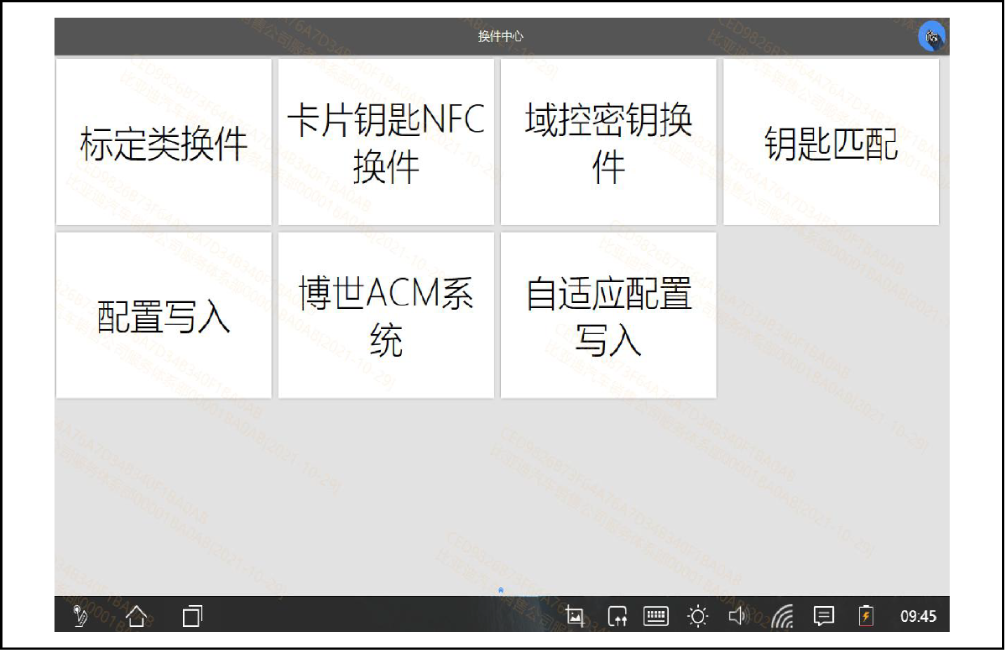 换件中心
标定类换件
卡片钥匙NFC
换件
域控密钥换
件
钥匙匹配
配置写入
博世ACM系
统
自适应配置
写入
09:45